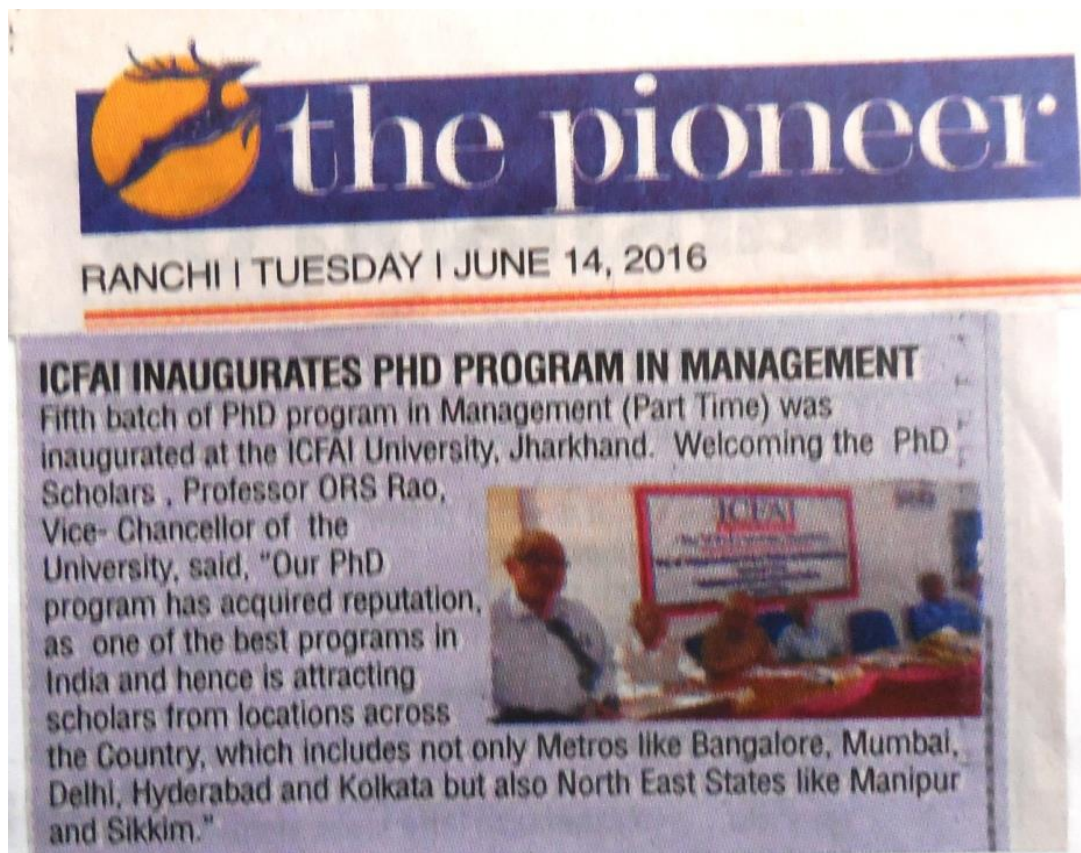 the pioneer
RANCHI | TUESDAY | JUNE 14, 2016
ICFAI INAUGURATES PHD PROGRAM IN MANAGEMENT
Fifth batch of PhD program in Management (Part Time) was
inaugurated at the ICFAI University, Jharkhand. Welcoming the PhD
Scholars , Professor ORS Rao,
Vice- Chancellor of the
University, said, "Our PhD
program has acquired reputation,
as one of the best programs in
India and hence is attracting
scholars from locations across
the Country, which includes not only Metros like Bangalore, Mumbai,
Delhi, Hyderabad and Kolkata but also North East States like Manipur
and Sikkim."
ICFAI